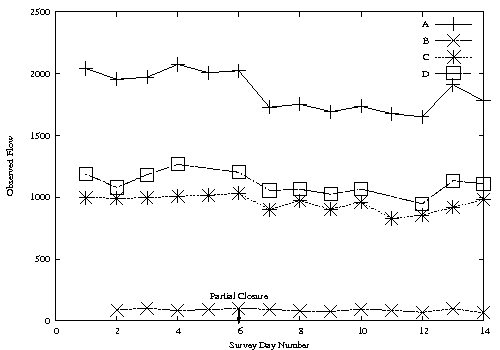 2500
2000
1500
1000
500
0
Observed Flow
A
B
C
D
Partial Closure
0 2 4 6 8 10 12 14
Survey Day Number